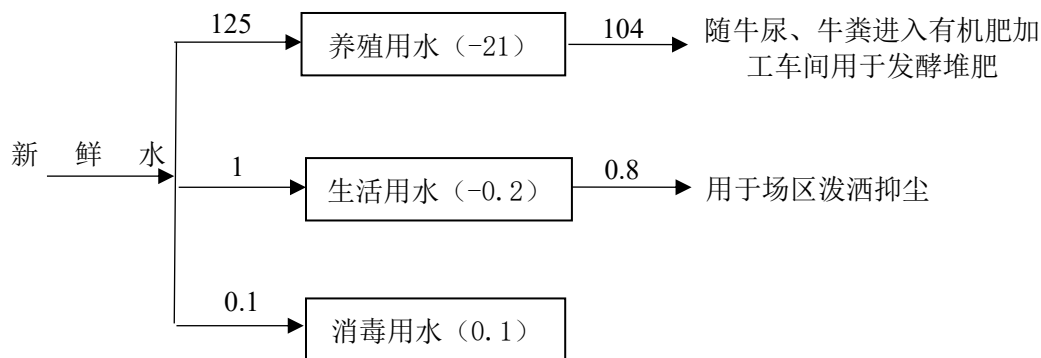 125
养殖用水（-21）
104
随牛尿、牛粪进入有机肥加
工车间用于发酵堆肥
新 鲜 水
1
生活用水（-0.2）
0.8
用于场区泼洒抑尘
0.1
消毒用水（0.1）